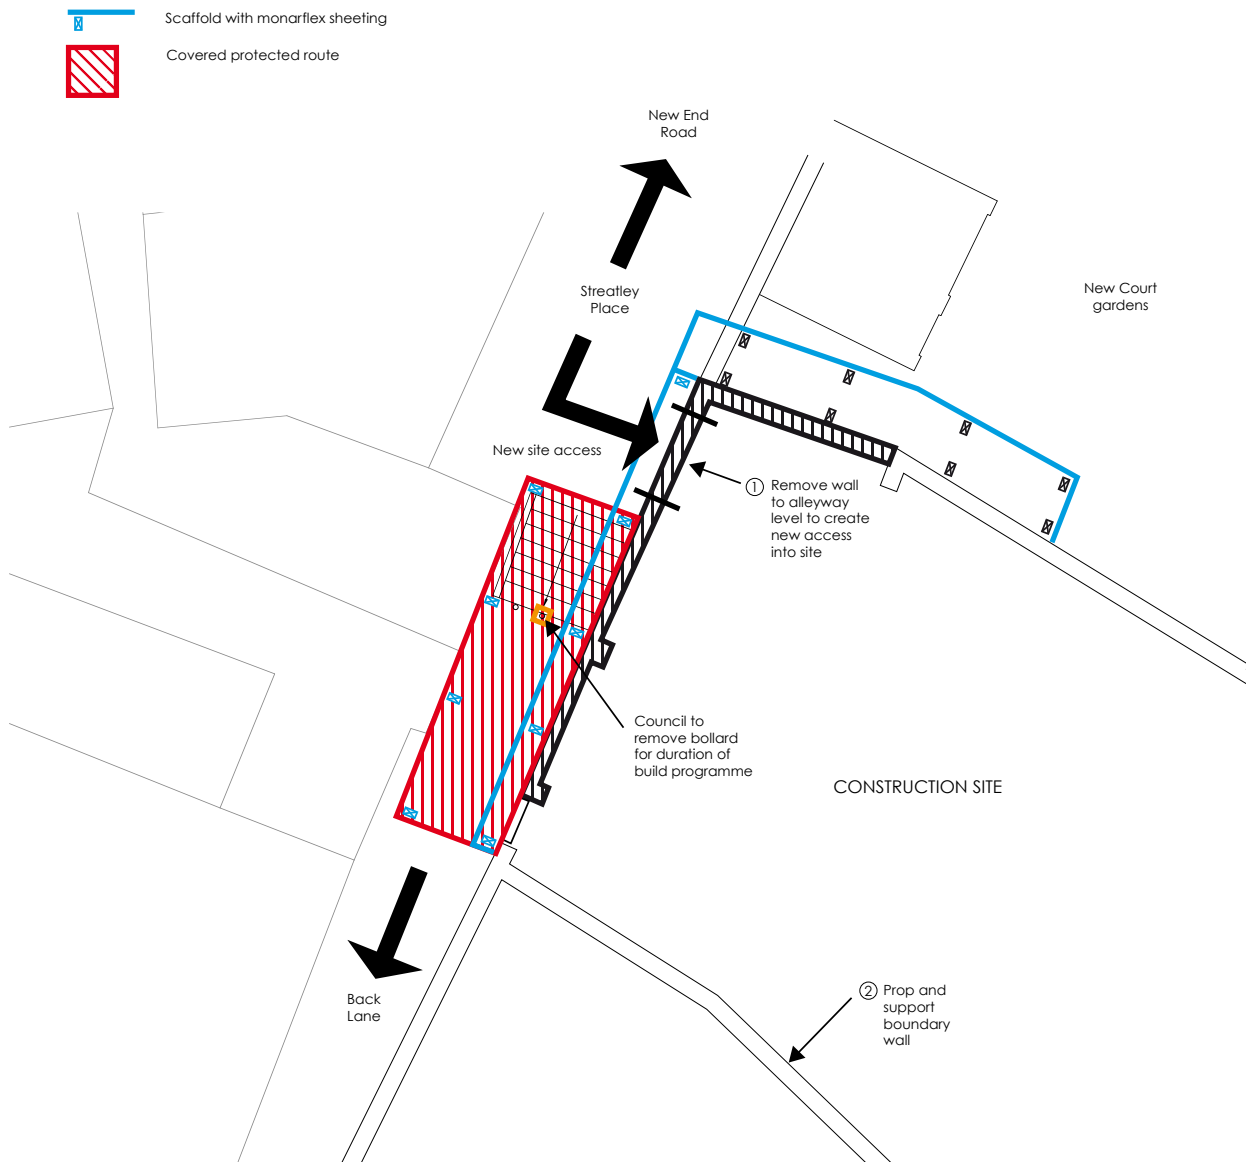 Scaffold with monarflex sheeting
Covered protected route
New End
Road
Streatley
Place
New Court
gardens
New site access
1 Remove wall
to alleyway
level to create
new access
into site
Council to
remove bollard
for duration of
build programme
CONSTRUCTION SITE
Back
Lane
2 Prop and
support
boundary
wall